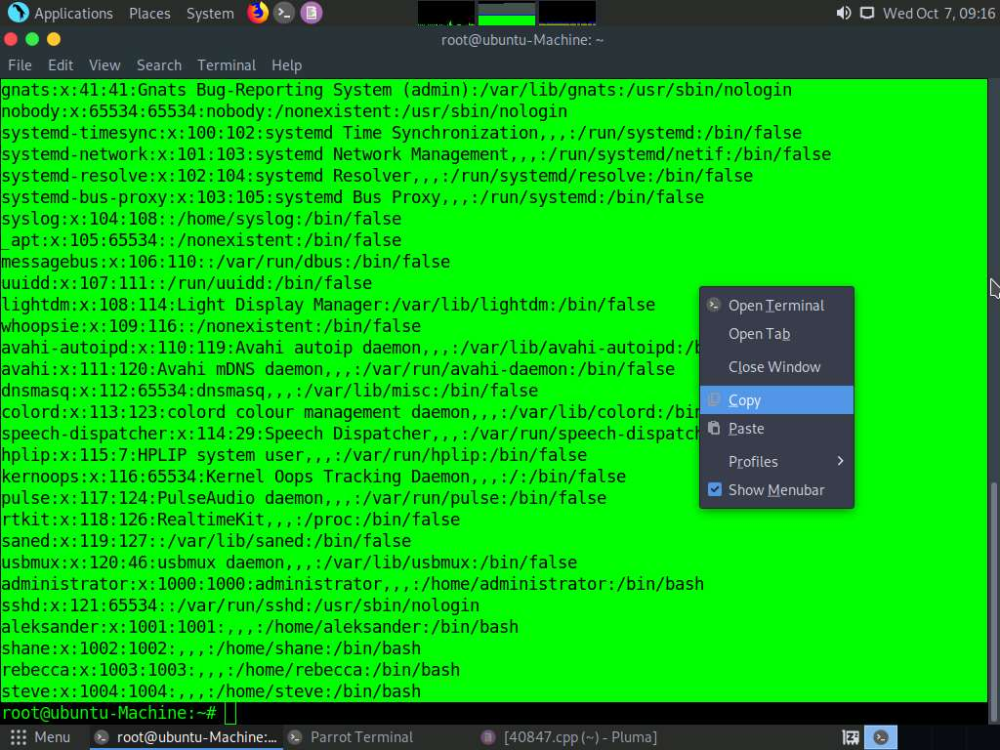 Applications Places System Wed Oct 7, 09:16
root@ubuntu-Machine: ~
File Edit View Search Terminal Help
gnats:x:41:41:Gnats Bug-Reporting System (admin):/var/lib/gnats:/usr/sbin/nologin
nobody:x:65534:65534:nobody:/nonexistent:/usr/sbin/nologin
systemd-timesync:x:100:102:systemd Time Synchronization,,,:/run/systemd:/bin/false
systemd-network:x:101:103:systemd Network Management,,,:/run/systemd/netif:/bin/false
systemd-resolve:x:102:104:systemd Resolver,,,:/run/systemd/resolve:/bin/false
systemd-bus-proxy:x:103:105:systemd Bus Proxy,,,:/run/systemd:/bin/false
syslog:x:104:108::/home/syslog:/bin/false
_apt:x:105:65534::/nonexistent:/bin/false
messagebus:x:106:110::/var/run/dbus:/bin/false
uuidd:x:107:111::/run/uuidd:/bin/false
lightdm:x:108:114:Light Display Manager:/var/lib/lightdm:/bin/false
whoopsie:x:109:116::/nonexistent:/bin/false
avahi-autoipd:x:110:119:Avahi autoip daemon,,,:/var/lib/avahi-autoipd:/b
avahi:x:111:120:Avahi mDNS daemon,,,:/var/run/avahi-daemon:/bin/false
dnsmasq:x:112:65534:dnsmasq,,,:/var/lib/misc:/bin/false
colord:x:113:123:colord colour management daemon,,,:/var/lib/colord:/bin
speech-dispatcher:x:114:29:Speech Dispatcher,,,:/var/run/speech-dispatch
hplip:x:115:7:HPLIP system user,,,:/var/run/hplip:/bin/false
kernoops:x:116:65534:Kernel Oops Tracking Daemon,,,:/:/bin/false
pulse:x:117:124:PulseAudio daemon,,,:/var/run/pulse:/bin/false
rtkit:x:118:126:RealtimeKit,,,:/proc:/bin/false
saned:x:119:127::/var/lib/saned:/bin/false
usbmux:x:120:46:usbmux daemon,,,:/var/lib/usbmux:/bin/false
administrator:x:1000:1000:administrator,,,:/home/administrator:/bin/bash
sshd:x:121:65534::/var/run/sshd:/usr/sbin/nologin
aleksander:x:1001:1001:,,,:/home/aleksander:/bin/bash
shane:x:1002:1002:,,,:/home/shane:/bin/bash
rebecca:x:1003:1003:,,,:/home/rebecca:/bin/bash
steve:x:1004:1004:,,,:/home/steve:/bin/bash
root@ubuntu-Machine:~#
Open Terminal
Open Tab
Close Window
Copy
Paste
Profiles
Show Menubar
Menu root@ubuntu-Machine:... Parrot Terminal [40847.cpp (~) - Pluma]